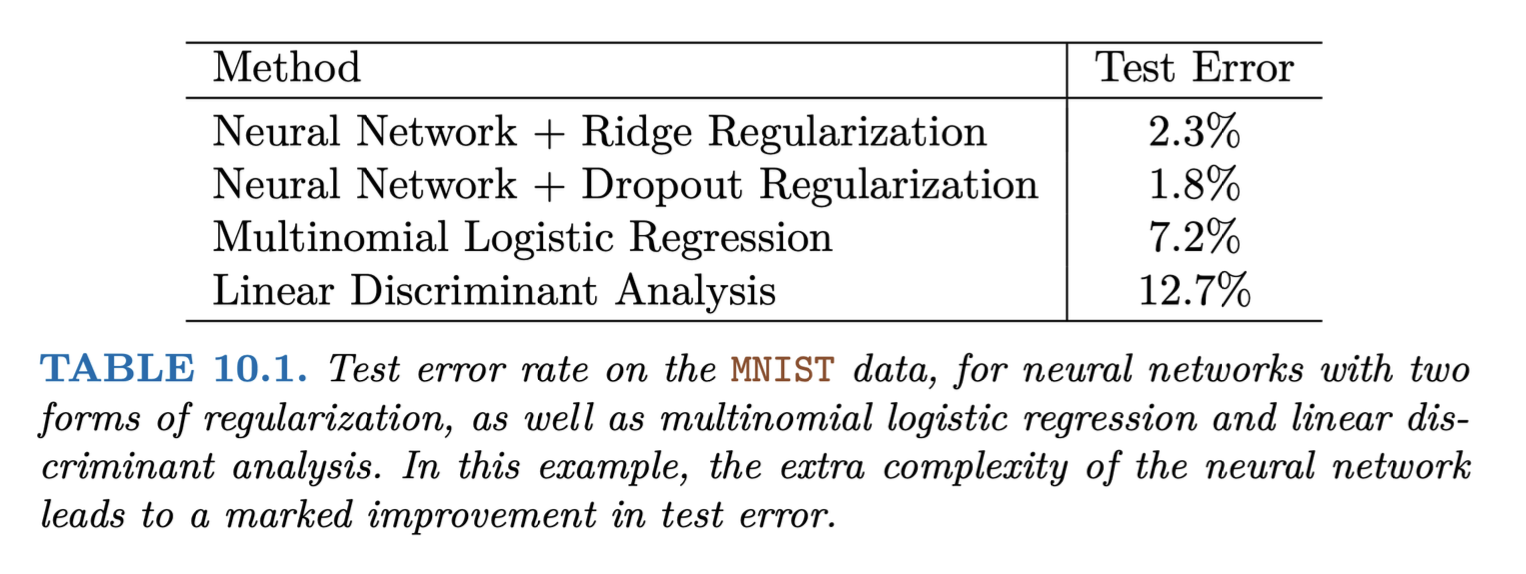 Method Test Error
Neural Network + Ridge Regularization 2.3%
Neural Network + Dropout Regularization 1.8%
Multinomial Logistic Regression 7.2%
Linear Discriminant Analysis 12.7%
TABLE 10.1. Test error rate on the MNIST data, for neural networks with two
forms of regularization, as well as multinomial logistic regression and linear dis-
criminant analysis. In this example, the extra complexity of the neural network
leads to a marked improvement in test error.